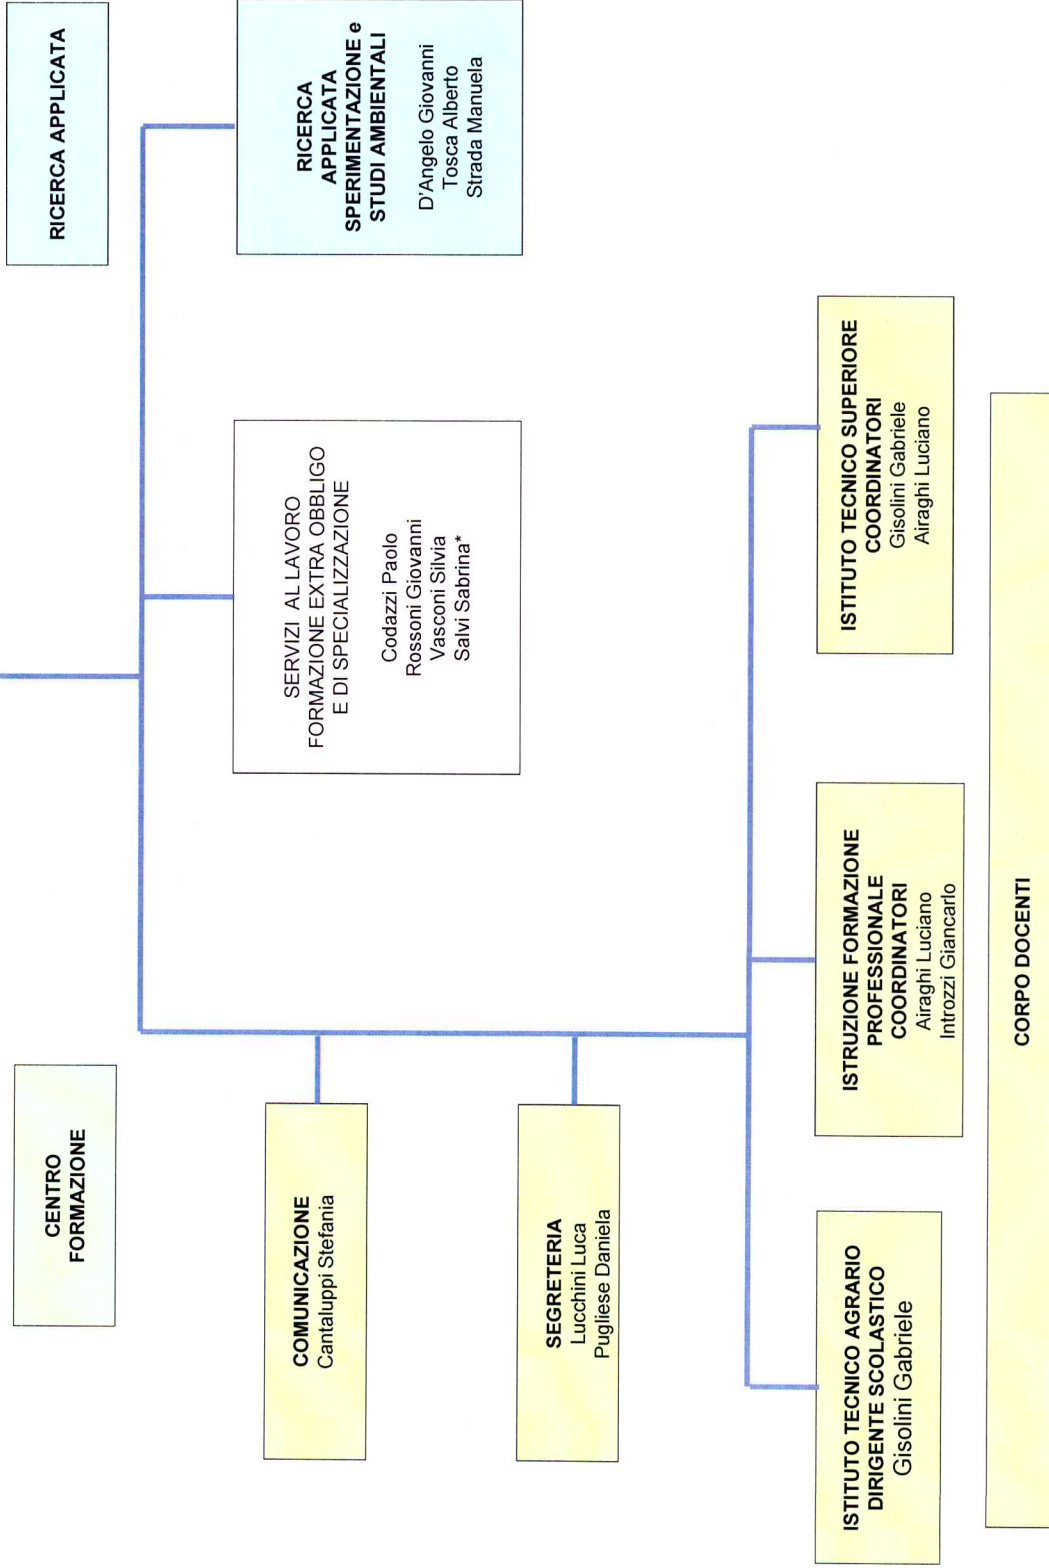 CENTRO
FORMAZIONE
RICERCA APPLICATA
COMUNICAZIONE
Cantaluppi Stefania
SERVIZI AL LAVORO
FORMAZIONE EXTRA OBBLIGO
E DI SPECIALIZZAZIONE
Codazzi Paolo
Rossoni Giovanni
Vasconi Silvia
Salvi Sabrina*
RICERCA
APPLICATA
SPERIMENTAZIONE e
STUDI AMBIENTALI
D'Angelo Giovanni
Tosca Alberto
Strada Manuela
SEGRETERIA
Lucchini Luca
Pugliese Daniela
ISTITUTO TECNICO AGRARIO
DIRIGENTE SCOLASTICO
Gisolini Gabriele
ISTRUZIONE FORMAZIONE
PROFESSIONALE
COORDINATORI
Airaghi Luciano
Introzzi Giancarlo
ISTITUTO TECNICO SUPERIORE
COORDINATORI
Gisolini Gabriele
Airaghi Luciano
CORPO DOCENTI